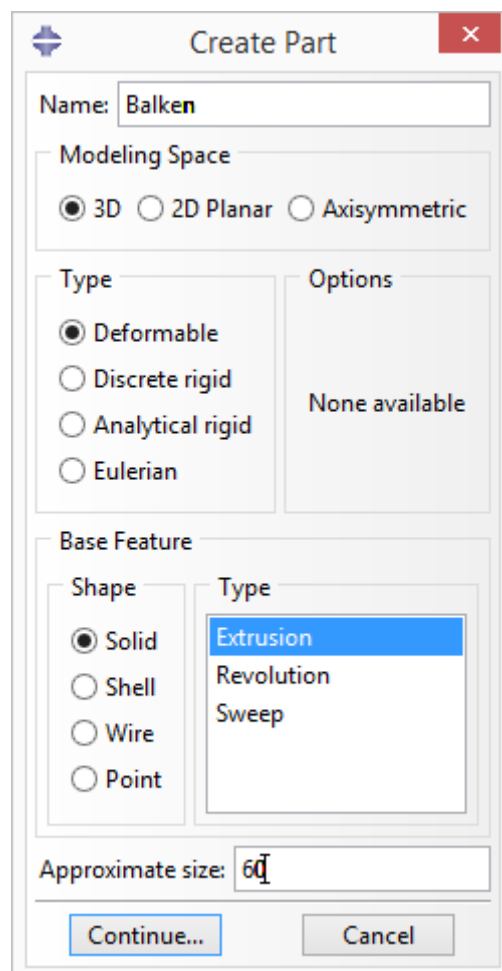 Create Part
Name: Balken
Modeling Space
3D 2D Planar Axisymmetric
Type
Deformable
Discrete rigid
Analytical rigid
Eulerian
Options
None available
Base Feature
Shape
Solid
Shell
Wire
Point
Type
Extrusion
Revolution
Sweep
Approximate size: 60
Continue... Cancel